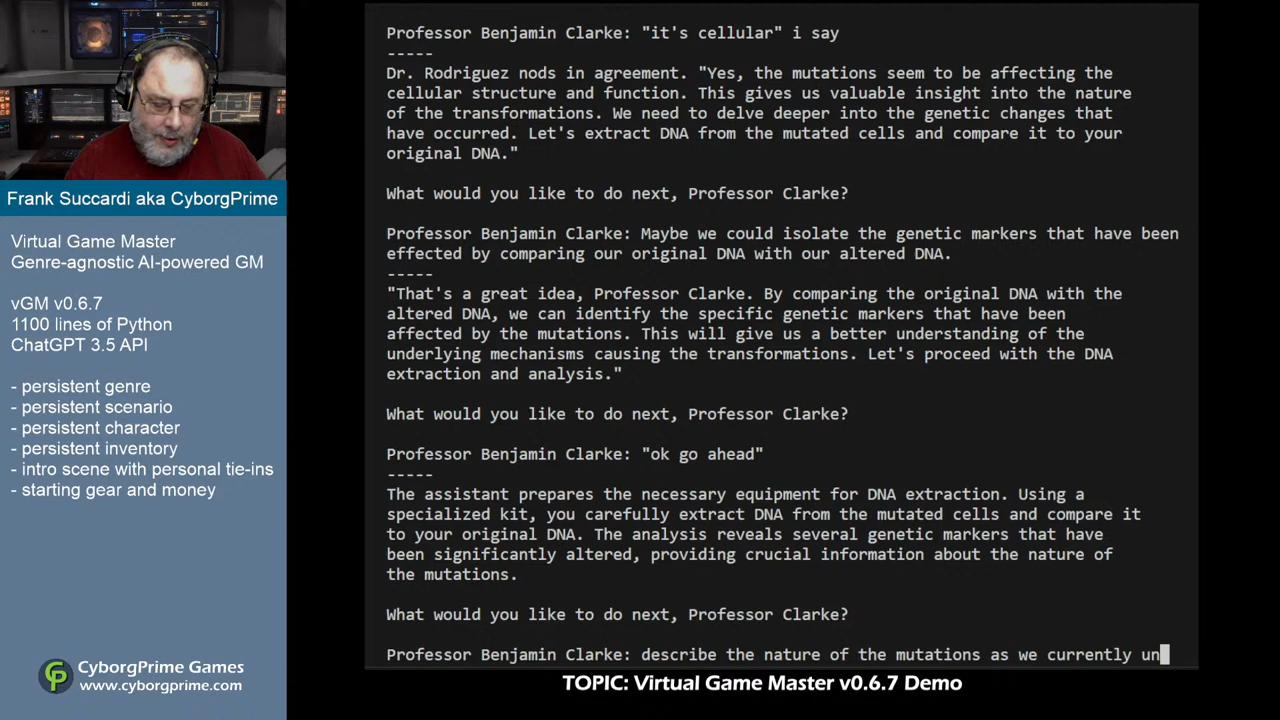 Frank Succardi aka CyborgPrime
Virtual Game Master
Genre-agnostic AI-powered GM
vGM v0.6.7
1100 lines of Python
ChatGPT 3.5 API
- persistent genre
- persistent scenario
- persistent character
- persistent inventory
- intro scene with personal tie-ins
- starting gear and money
CP
CyborgPrime Games
www.cyborgprime.com
Professor Benjamin Clarke: "it's cellular" i say
-----
Dr. Rodriguez nods in agreement. "Yes, the mutations seem to be affecting the
cellular structure and function. This gives us valuable insight into the nature
of the transformations. We need to delve deeper into the genetic changes that
have occurred. Let's extract DNA from the mutated cells and compare it to your
original DNA."
What would you like to do next, Professor Clarke?
Professor Benjamin Clarke: Maybe we could isolate the genetic markers that have been
effected by comparing our original DNA with our altered DNA.
-----
"That's a great idea, Professor Clarke. By comparing the original DNA with the
altered DNA, we can identify the specific genetic markers that have been
affected by the mutations. This will give us a better understanding of the
underlying mechanisms causing the transformations. Let's proceed with the DNA
extraction and analysis."
What would you like to do next, Professor Clarke?
Professor Benjamin Clarke: "ok go ahead"
-----
The assistant prepares the necessary equipment for DNA extraction. Using a
specialized kit, you carefully extract DNA from the mutated cells and compare it
to your original DNA. The analysis reveals several genetic markers that have
been significantly altered, providing crucial information about the nature of
the mutations.
What would you like to do next, Professor Clarke?
Professor Benjamin Clarke: describe the nature of the mutations as we currently un
TOPIC: Virtual Game Master v0.6.7 Demo